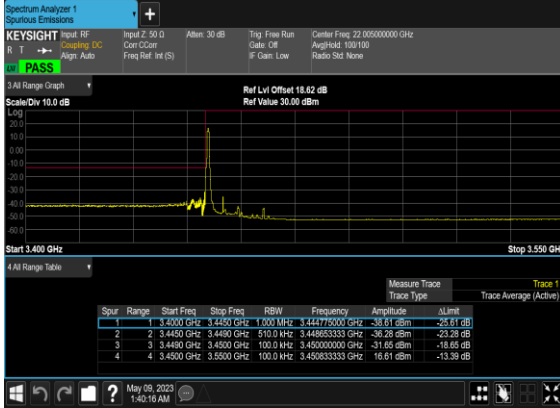 Spectrum Analyzer 1
Spurious Emissions
+
KEYSIGHT Input: RF Input Z: 50 Ω Atten: 30 dB Trig: Free Run Center Freq: 22.005000000 GHz
R T Coupling: DC Corr CCorr Gate: Off Avg|Hold: 100/100
Align: Auto Freq Ref: Int (S) IF Gain: Low Radio Std: None
LXI PASS
3 All Range Graph
Ref Lvl Offset 18.62 dB
Scale/Div 10.0 dB Ref Value 30.00 dBm
Log
20.0
10.0
0.00
-10.0
-20.0
-30.0
-40.0
-50.0
-60.0
Start 3.400 GHz Stop 3.550 GH
4 All Range Table
Measure Trace Trace 1
Trace Type Trace Average (Active)
Spur Range Start Freq Stop Freq RBW Frequency Amplitude ΔLimit
1 1 3.4000 GHz 3.4450 GHz 1.000 MHz 3.444775000 GHz -38.61 dBm -25.61 dB
2 2 3.4450 GHz 3.4490 GHz 510.0 kHz 3.448653333 GHz -36.28 dBm -23.28 dB
3 3 3.4490 GHz 3.4500 GHz 100.0 kHz 3.450000000 GHz -31.65 dBm -18.65 dB
4 4 3.4500 GHz 3.5500 GHz 100.0 kHz 3.450833333 GHz 16.61 dBm -13.39 dB
?
May 09, 2023
1:40:16 AM